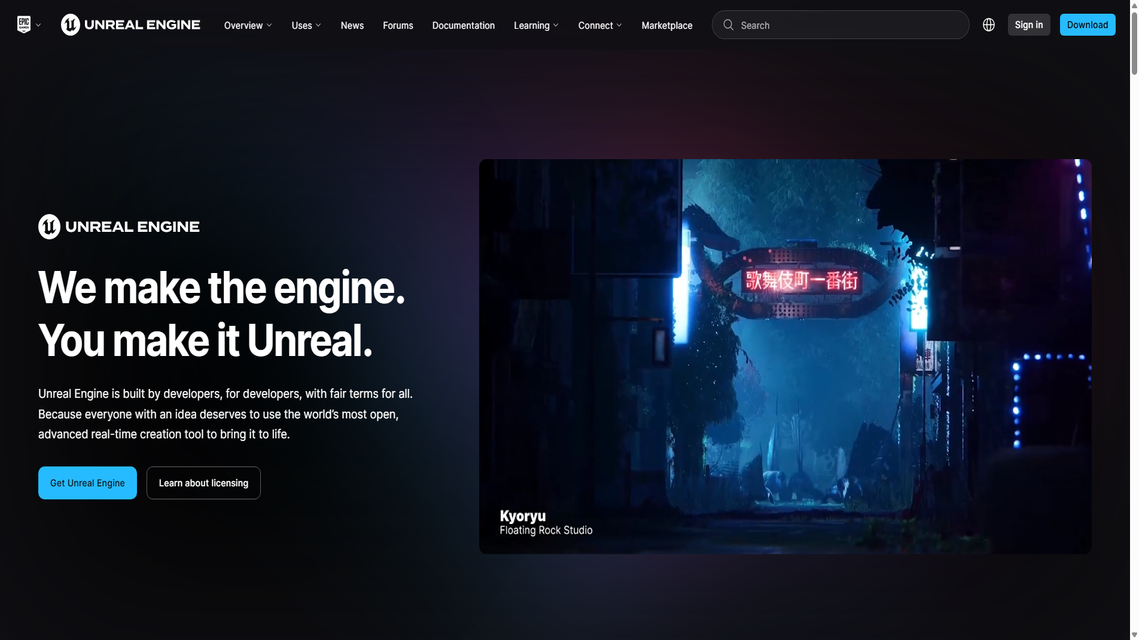 EPIC GAMES
UNREAL ENGINE
Overview
Uses
News
Forums
Documentation
Learning
Connect
Marketplace
Search
Sign in
Download
UNREAL ENGINE
We make the engine.
You make it Unreal.
Unreal Engine is built by developers, for developers, with fair terms for all.
Because everyone with an idea deserves to use the world's most open,
advanced real-time creation tool to bring it to life.
Get Unreal Engine
Learn about licensing
歌舞伎町一番街
Kyoryu
Floating Rock Studio